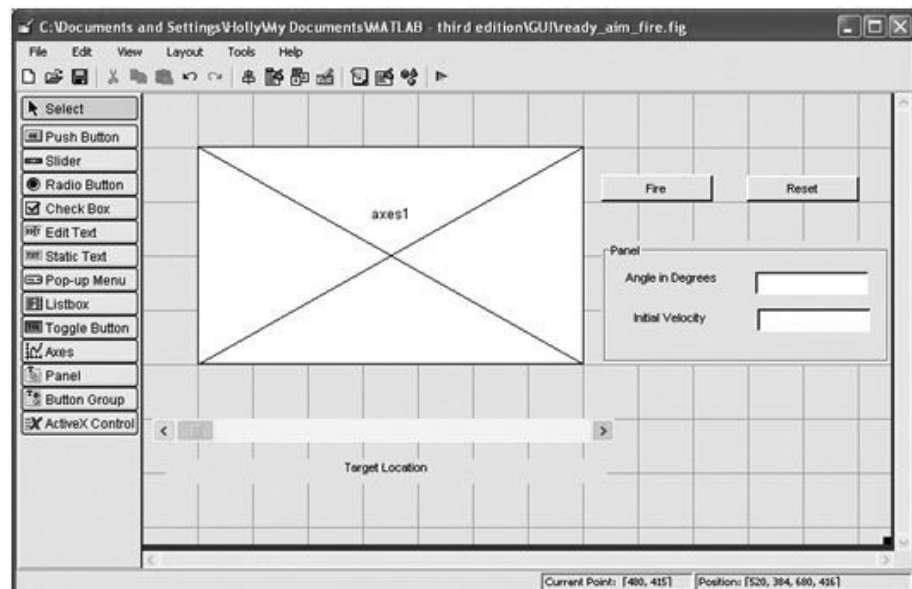 C:\Documents and Settings\Holly\My Documents\MATLAB - third edition\GUI\ready_aim_fire.fig
File Edit View Layout Tools Help
Select
Push Button
Slider
Radio Button
Check Box
Edit Text
Static Text
Pop-up Menu
Listbox
Toggle Button
Axes
Panel
Button Group
ActiveX Control
axes1
Fire
Reset
Panel
Angle in Degrees
Initial Velocity
Target Location
Current Point: [480, 415]
Position: [520, 384, 680, 416]